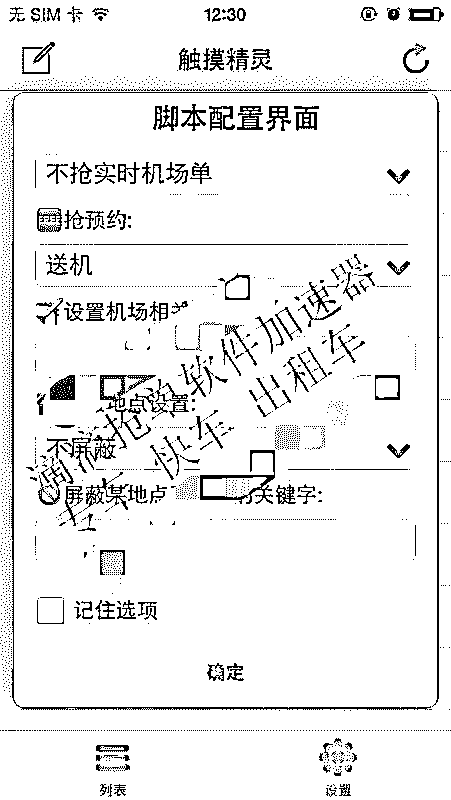 无 SIM 卡
12:30
触摸精灵
脚本配置界面
不抢实时机场单
抢预约:
送机
设置机场相关
地点设置:
不屏蔽
屏蔽某地点
关键字:
滴滴抢单软件加速器
专车 快车 出租车
记住选项
确定
列表
设置